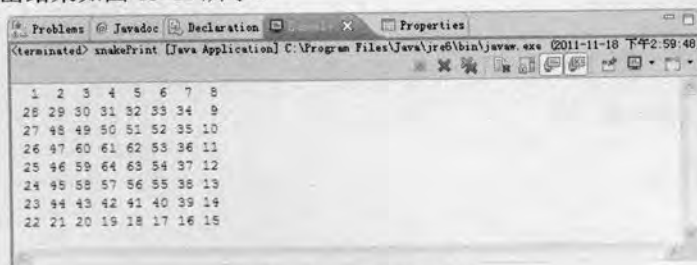 Problems @ Javadoc Declaration Properties
<terminated> snakePrint [Java Application] C:\Program Files\Java\jre6\bin\javaw.exe (2011-11-18 下午2:59:48
1 2 3 4 5 6 7 8
28 29 30 31 32 33 34 9
27 48 49 50 51 52 35 10
26 47 60 61 62 53 36 11
25 46 59 64 63 54 37 12
24 45 58 57 56 55 38 13
23 44 43 42 41 40 39 14
22 21 20 19 18 17 16 15